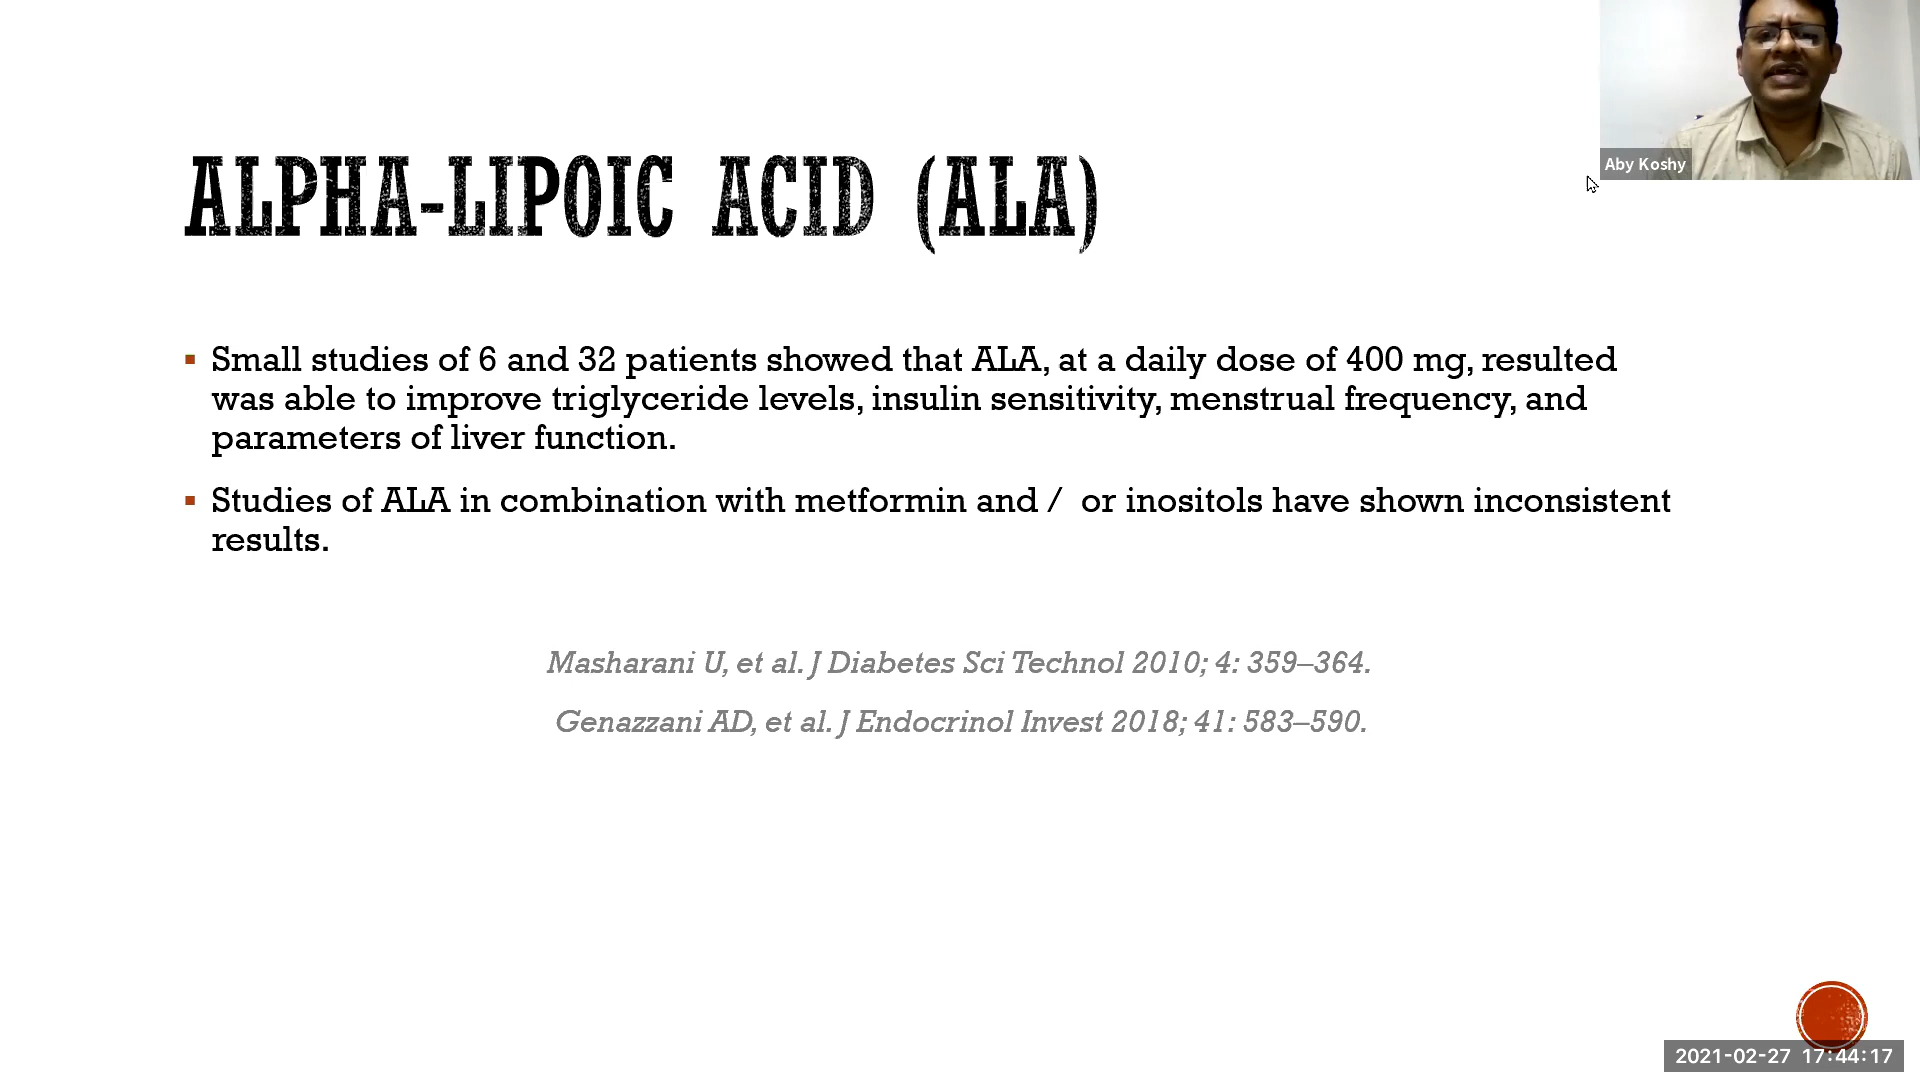 ALPHA-LIPOIC ACID (ALA)
Aby Koshy
▪ Small studies of 6 and 32 patients showed that ALA, at a daily dose of 400 mg, resulted
was able to improve triglyceride levels, insulin sensitivity, menstrual frequency, and
parameters of liver function.
▪ Studies of ALA in combination with metformin and /  or inositols have shown inconsistent
results.
Masharani U, et al. J Diabetes Sci Technol 2010; 4: 359–364.
Genazzani AD, et al. J Endocrinol Invest 2018; 41: 583–590.
2021-02-27 17:44:17